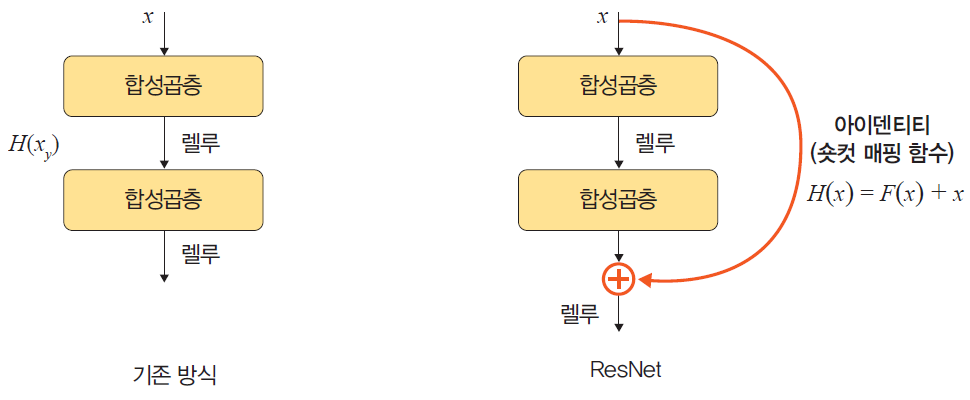 x
합성곱층
H(xy)
렐루
합성곱층
렐루
기존 방식
x
합성곱층
렐루
합성곱층
렐루
ResNet
아이덴티티
(숏컷 매핑 함수)
H(x) = F(x) + x